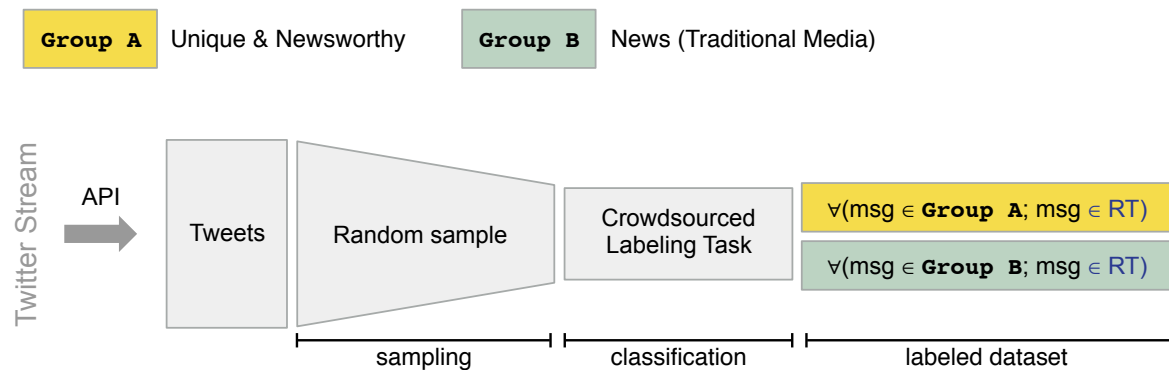 Group A Unique & Newsworthy Group B News (Traditional Media)
Twitter Stream
API
Tweets
Random sample
Crowdsourced
Labeling Task
∀(msg ∈ Group A; msg ∈ RT)
∀(msg ∈ Group B; msg ∈ RT)
sampling classification labeled dataset